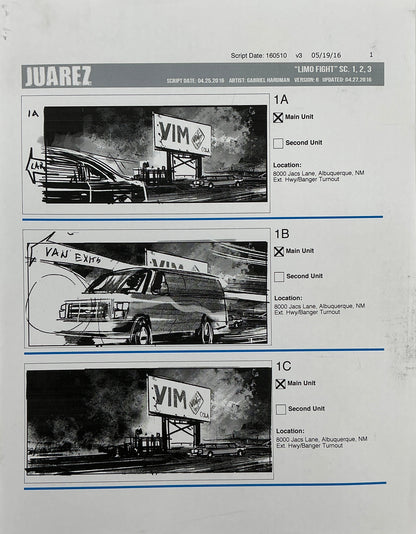 Script Date: 160510 v3 05/19/16 1
JUAREZ "LIMO FIGHT" SC. 1, 2, 3
SCRIPT DATE: 04.25.2016 ARTIST: GABRIEL HARDMAN VERSION: 6 UPDATED: 04.27.2016
1A
1A
Main Unit
VIM
COLA
Second Unit
Location:
8000 Jacs Lane, Albuquerque, NM
Ext. Hwy/Banger Turnout
1B
VAN EXITS
Main Unit
VIM
Second Unit
Location:
8000 Jacs Lane, Albuquerque, NM
Ext. Hwy/Banger Turnout
1C
Main Unit
VIM
COLA
Second Unit
Location:
8000 Jacs Lane, Albuquerque, NM
Ext. Hwy/Banger Turnout